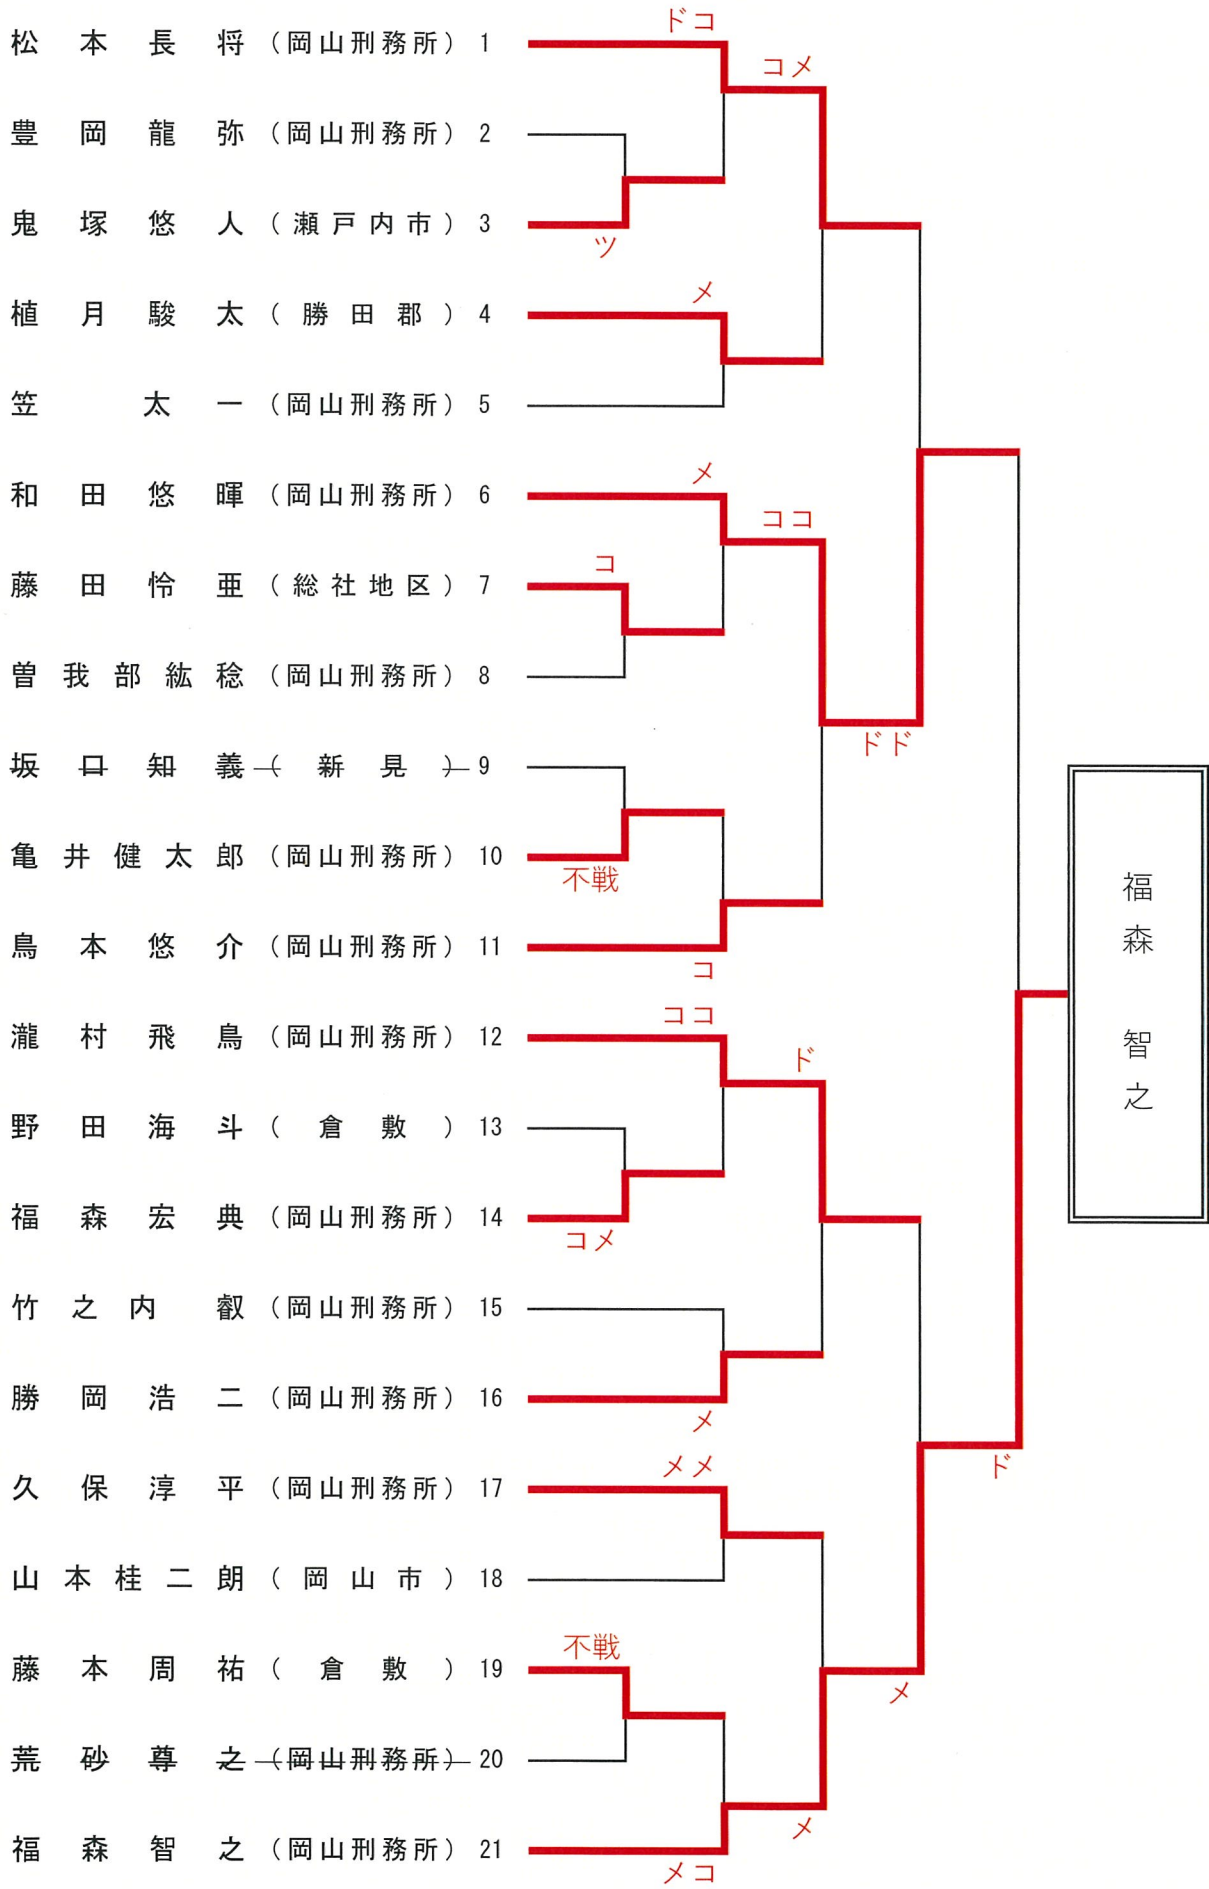 ドコ
松本長将（岡山刑務所）1
コメ
豊岡龍弥（岡山刑務所）2
鬼塚悠人（瀬戸内市）3
ツ
植月駿太（勝田郡）4
メ
笠太一（岡山刑務所）5
和田悠暉（岡山刑務所）6
メ
ココ
藤田怜亜（総社地区）7
コ
曽我部紘稔（岡山刑務所）8
ドド
坂口知義（新見）9
亀井健太郎（岡山刑務所）10
不戦
鳥本悠介（岡山刑務所）11
コ
ココ
瀧村飛鳥（岡山刑務所）12
ド
野田海斗（倉敷）13
福森宏典（岡山刑務所）14
コメ
竹之内叡（岡山刑務所）15
勝岡浩二（岡山刑務所）16
メ
メメ
久保淳平（岡山刑務所）17
ド
山本桂二朗（岡山市）18
不戦
藤本周祐（倉敷）19
メ
荒砂尊之（岡山刑務所）20
メ
福森智之（岡山刑務所）21
メコ
福森 智之